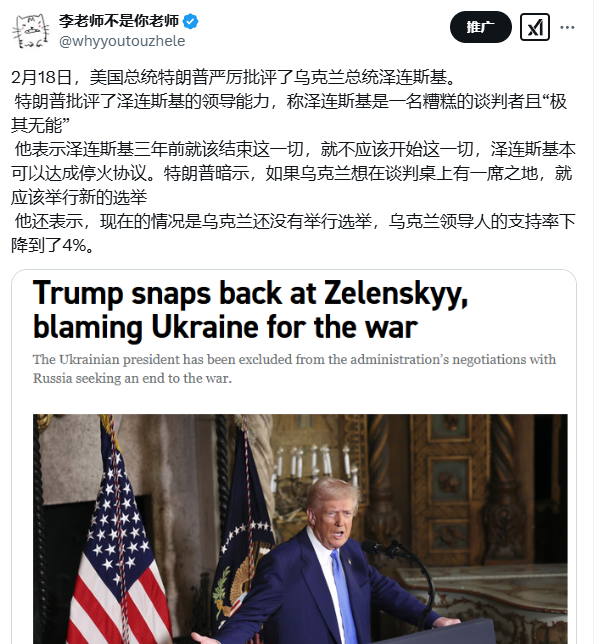 李老师不是你老师
@whyyoutouzhele
推广
2月18日，美国总统特朗普严厉批评了乌克兰总统泽连斯基。
特朗普批评了泽连斯基的领导能力，称泽连斯基是一名糟糕的谈判者且“极
其无能”
他表示泽连斯基三年前就该结束这一切，就不应该开始这一切，泽连斯基本
可以达成停火协议。特朗普暗示，如果乌克兰想在谈判桌上有一席之地，就
应该举行新的选举
他还表示，现在的情况是乌克兰还没有举行选举，乌克兰领导人的支持率下
降到了4%。
Trump snaps back at Zelenskyy,
blaming Ukraine for the war
The Ukrainian president has been excluded from the administration’s negotiations with
Russia seeking an end to the war.